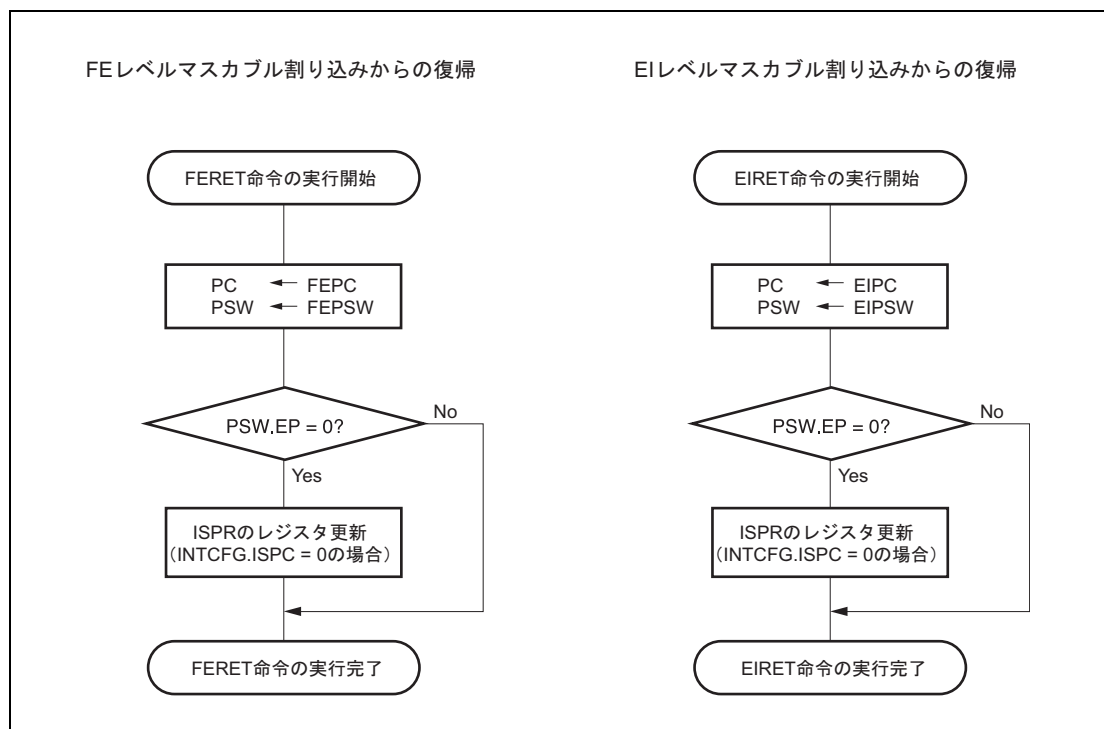 FEレベルマスカブル割り込みからの復帰
FERET命令の実行開始
PC ← FEPC
PSW ← FEPSW
PSW.EP = 0?
No
Yes
ISPRのレジスタ更新
（INTCFG.ISPC = 0の場合）
FERET命令の実行完了
EIレベルマスカブル割り込みからの復帰
EIRET命令の実行開始
PC ← EIPC
PSW ← EIPSW
PSW.EP = 0?
No
Yes
ISPRのレジスタ更新
（INTCFG.ISPC = 0の場合）
EIRET命令の実行完了